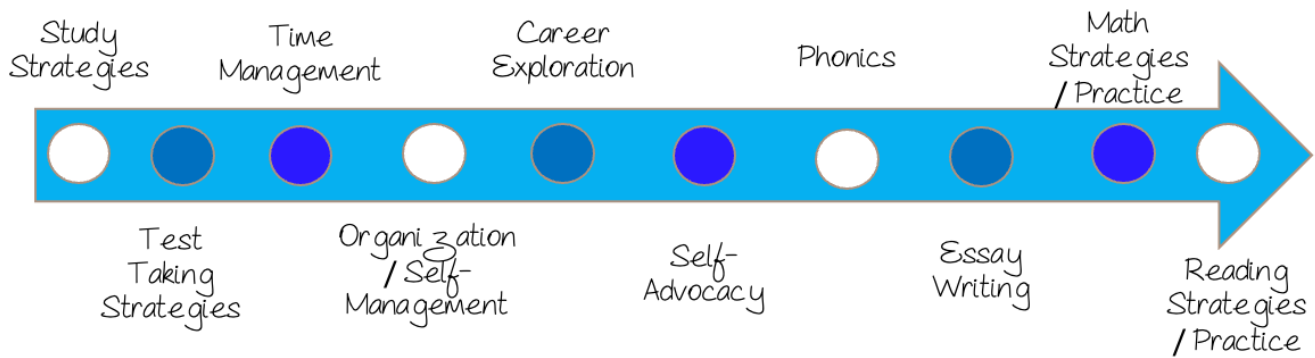 Study
Strategies
Test
Taking
Strategies
Time
Management
Organization
/ Self-
Management
Career
Exploration
Self-
Advocacy
Phonics
Essay
Writing
Math
Strategies
/ Practice
Reading
Strategies
/ Practice